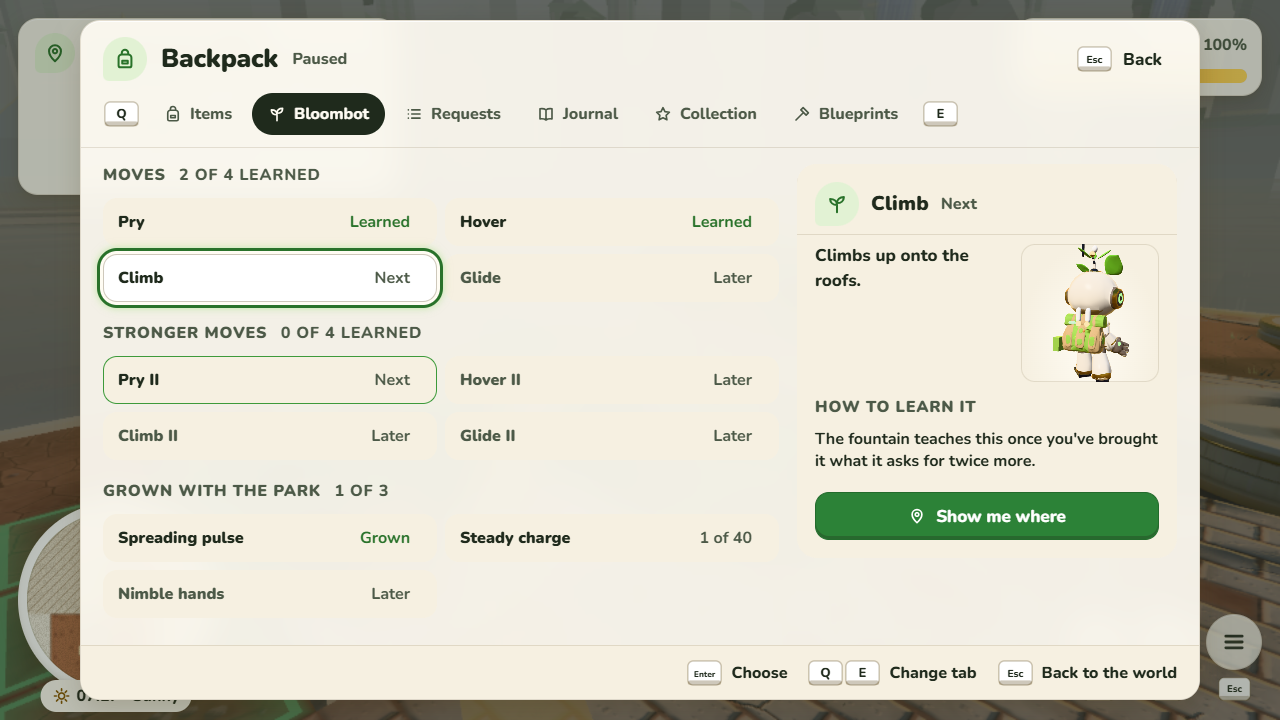 100%
Backpack Paused
Esc Back
Q Items Bloombot Requests Journal Collection Blueprints E
MOVES 2 OF 4 LEARNED
Pry Learned
Hover Learned
Climb Next
Glide Later
STRONGER MOVES 0 OF 4 LEARNED
Pry II Next
Hover II Later
Climb II Later
Glide II Later
GROWN WITH THE PARK 1 OF 3
Spreading pulse Grown
Steady charge 1 of 40
Nimble hands Later
Climb Next
Climbs up onto the
roofs.
HOW TO LEARN IT
The fountain teaches this once you've brought
it what it asks for twice more.
Show me where
Enter Choose Q E Change tab Esc Back to the world
Esc